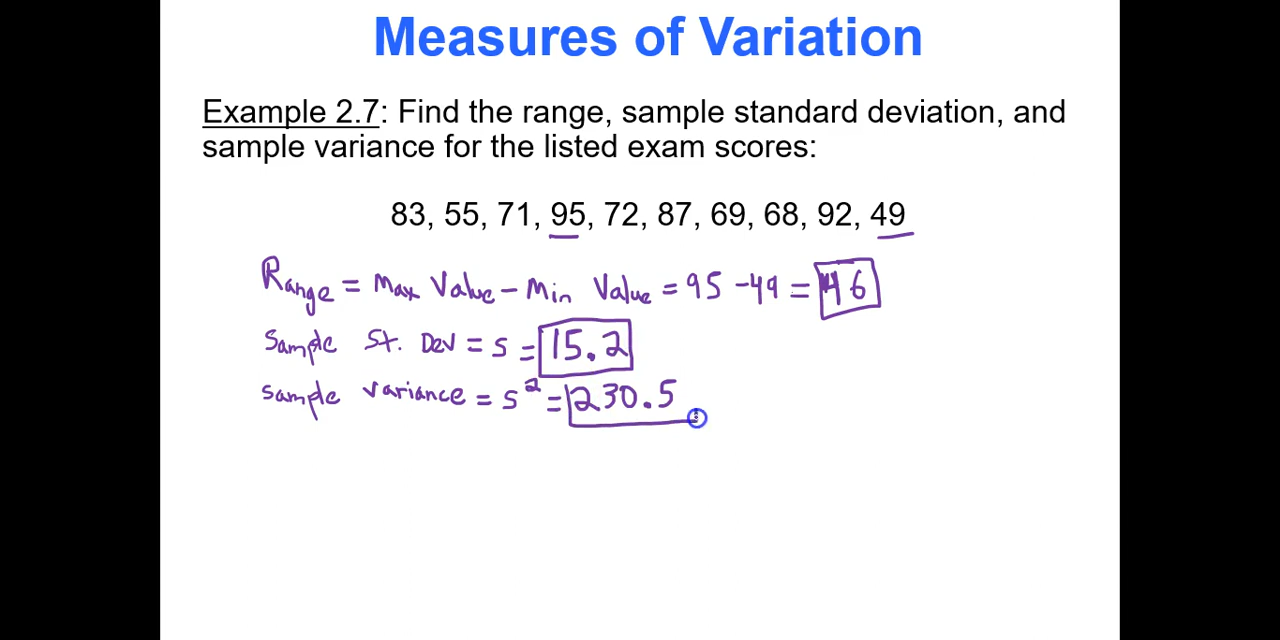 Measures of Variation
Example 2.7: Find the range, sample standard deviation, and
sample variance for the listed exam scores:
83, 55, 71, 95, 72, 87, 69, 68, 92, 49
Range = Max Value - Min Value = 95 - 49 = 46
Sample St. Dev = s = 15.2
Sample variance = s² = 230.5